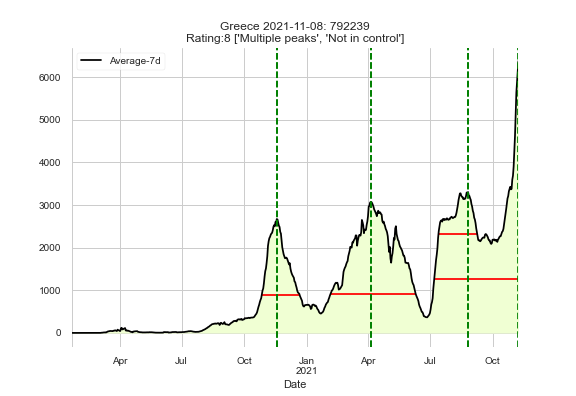 Greece 2021-11-08: 792239
Rating:8 ['Multiple peaks', 'Not in control']
Average-7d
6000
5000
4000
3000
2000
1000
0
Apr Jul Oct Jan Apr Jul Oct
2021
Date